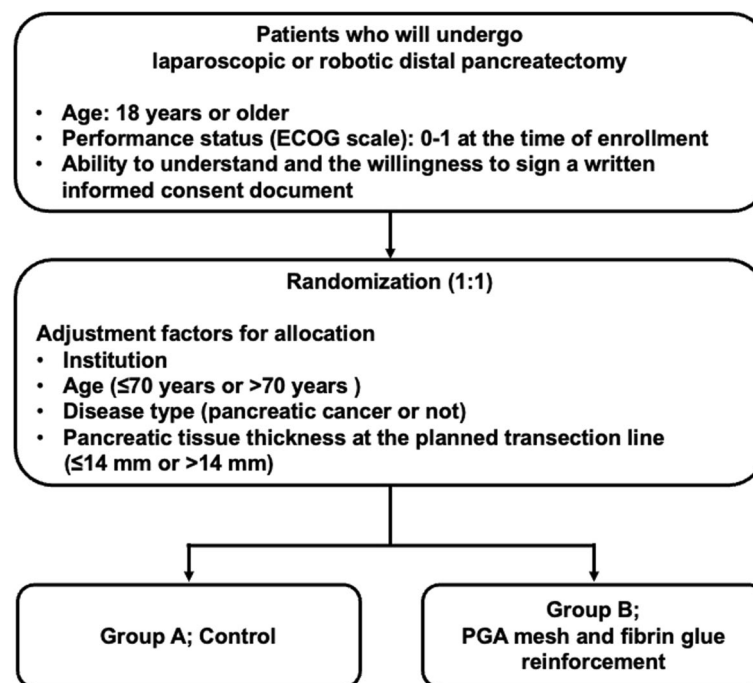 Patients who will undergo
laparoscopic or robotic distal pancreatectomy
• Age: 18 years or older
• Performance status (ECOG scale): 0-1 at the time of enrollment
• Ability to understand and the willingness to sign a written
informed consent document
Randomization (1:1)
Adjustment factors for allocation
• Institution
• Age (≤70 years or >70 years )
• Disease type (pancreatic cancer or not)
• Pancreatic tissue thickness at the planned transection line
(≤14 mm or >14 mm)
Group A; Control
Group B;
PGA mesh and fibrin glue
reinforcement